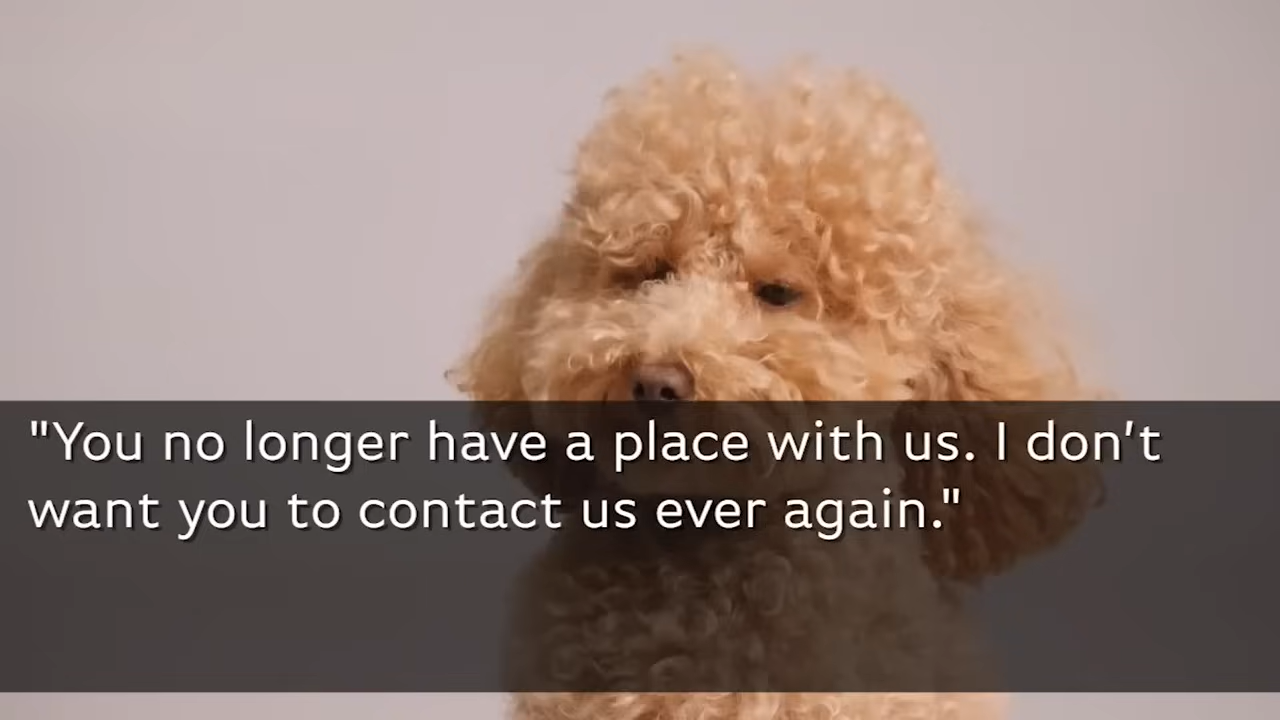 "You no longer have a place with us. I don't
want you to contact us ever again."